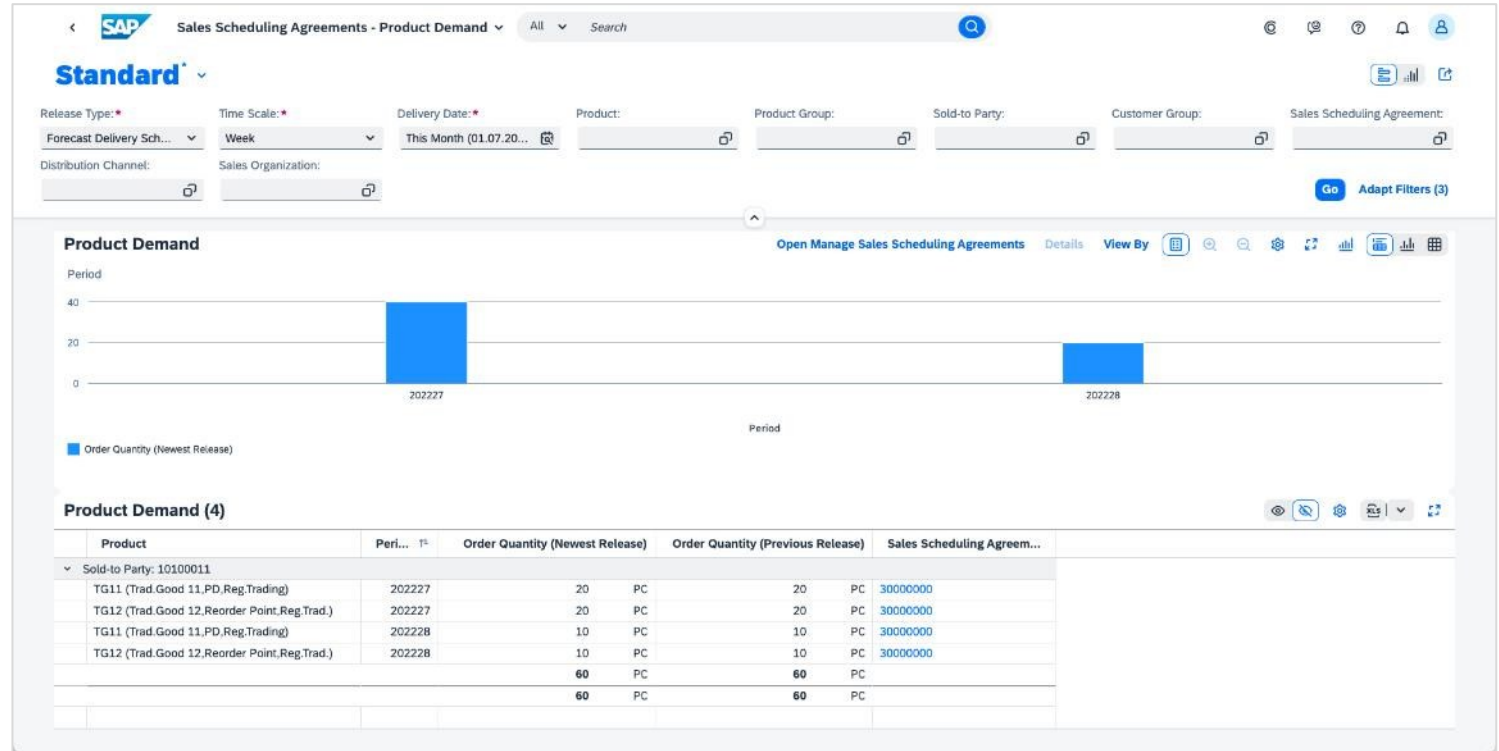 SAP Sales Scheduling Agreements - Product Demand All Search
Standard*
Release Type:* Time Scale:* Delivery Date:* Product: Product Group: Sold-to Party: Customer Group: Sales Scheduling Agreement:
Forecast Delivery Sch... Week This Month (01.07.20...
Distribution Channel: Sales Organization:
Go Adapt Filters (3)
Product Demand Open Manage Sales Scheduling Agreements Details View By
Period
40
20
0
202227 202228
Period
Order Quantity (Newest Release)
Product Demand (4) XLS
Product Peri... Order Quantity (Newest Release) Order Quantity (Previous Release) Sales Scheduling Agreem...
Sold-to Party: 10100011
TG11 (Trad.Good 11,PD,Reg.Trading) 202227 20 PC 20 PC 30000000
TG12 (Trad.Good 12,Reorder Point,Reg.Trad.) 202227 20 PC 20 PC 30000000
TG11 (Trad.Good 11,PD,Reg.Trading) 202228 10 PC 10 PC 30000000
TG12 (Trad.Good 12,Reorder Point,Reg.Trad.) 202228 10 PC 10 PC 30000000
60 PC 60 PC
60 PC 60 PC